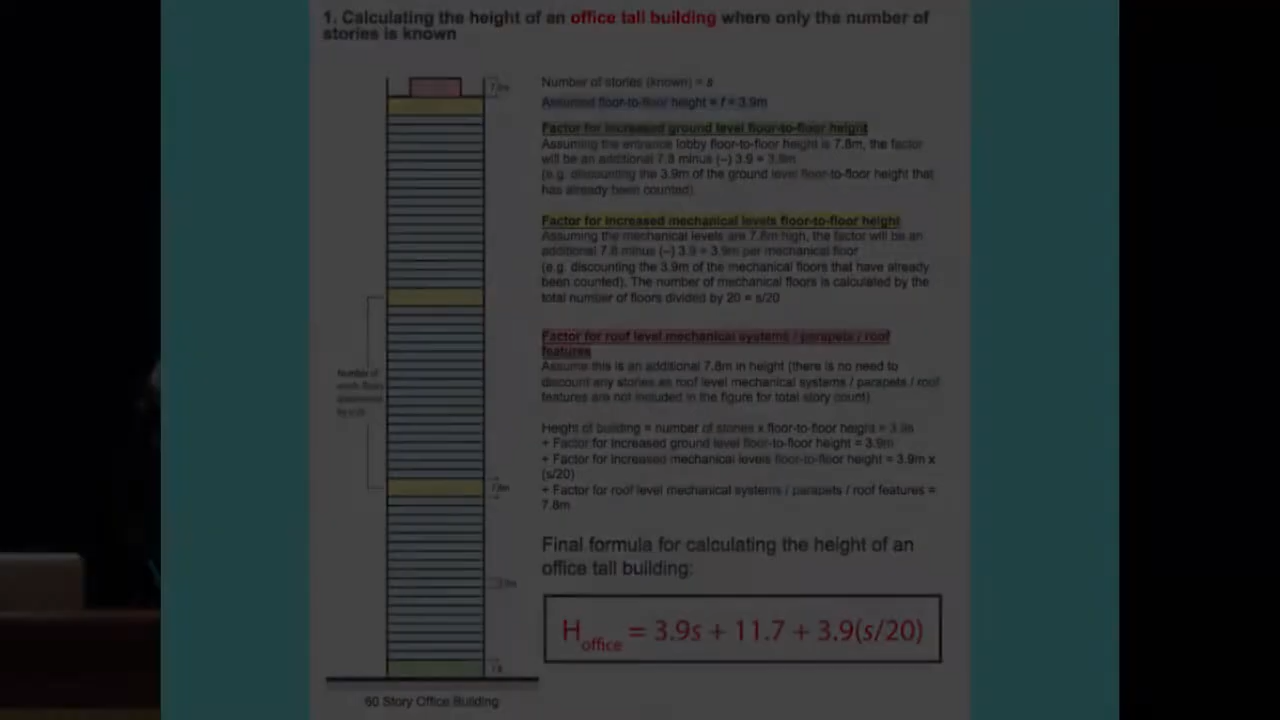 1. Calculating the height of an office tall building where only the number of
stories is known
Number of stories (known) = s
Assumed floor-to-floor height = f = 3.9m
Factor for increased ground level floor-to-floor height
Assuming the entrance lobby floor-to-floor height is 7.8m, the factor
will be an additional 7.8 minus (–) 3.9 = 3.9m
(e.g. discounting the 3.9m of the ground level floor-to-floor height that
has already been counted)
Factor for increased mechanical levels floor-to-floor height
Assuming the mechanical levels are 7.8m high, the factor will be an
additional 7.8 minus (–) 3.9 = 3.9m per mechanical floor
(e.g. discounting the 3.9m of the mechanical floors that have already
been counted). The number of mechanical floors is calculated by the
total number of floors divided by 20 = s/20
Factor for roof level mechanical systems / parapets / roof
features
Assume this is an additional 7.8m in height (there is no need to
discount any stories as roof level mechanical systems / parapets / roof
features are not included in the figure for total story count)
Number of
Height of building = number of stories x floor-to-floor height = 3.9s
+ Factor for increased ground level floor-to-floor height = 3.9m
+ Factor for increased mechanical levels floor-to-floor height = 3.9m x
(s/20)
+ Factor for roof level mechanical systems / parapets / roof features =
7.8m
7.8m
Final formula for calculating the height of an
office tall building:
H office = 3.9s + 11.7 + 3.9(s/20)
60 Story Office Building